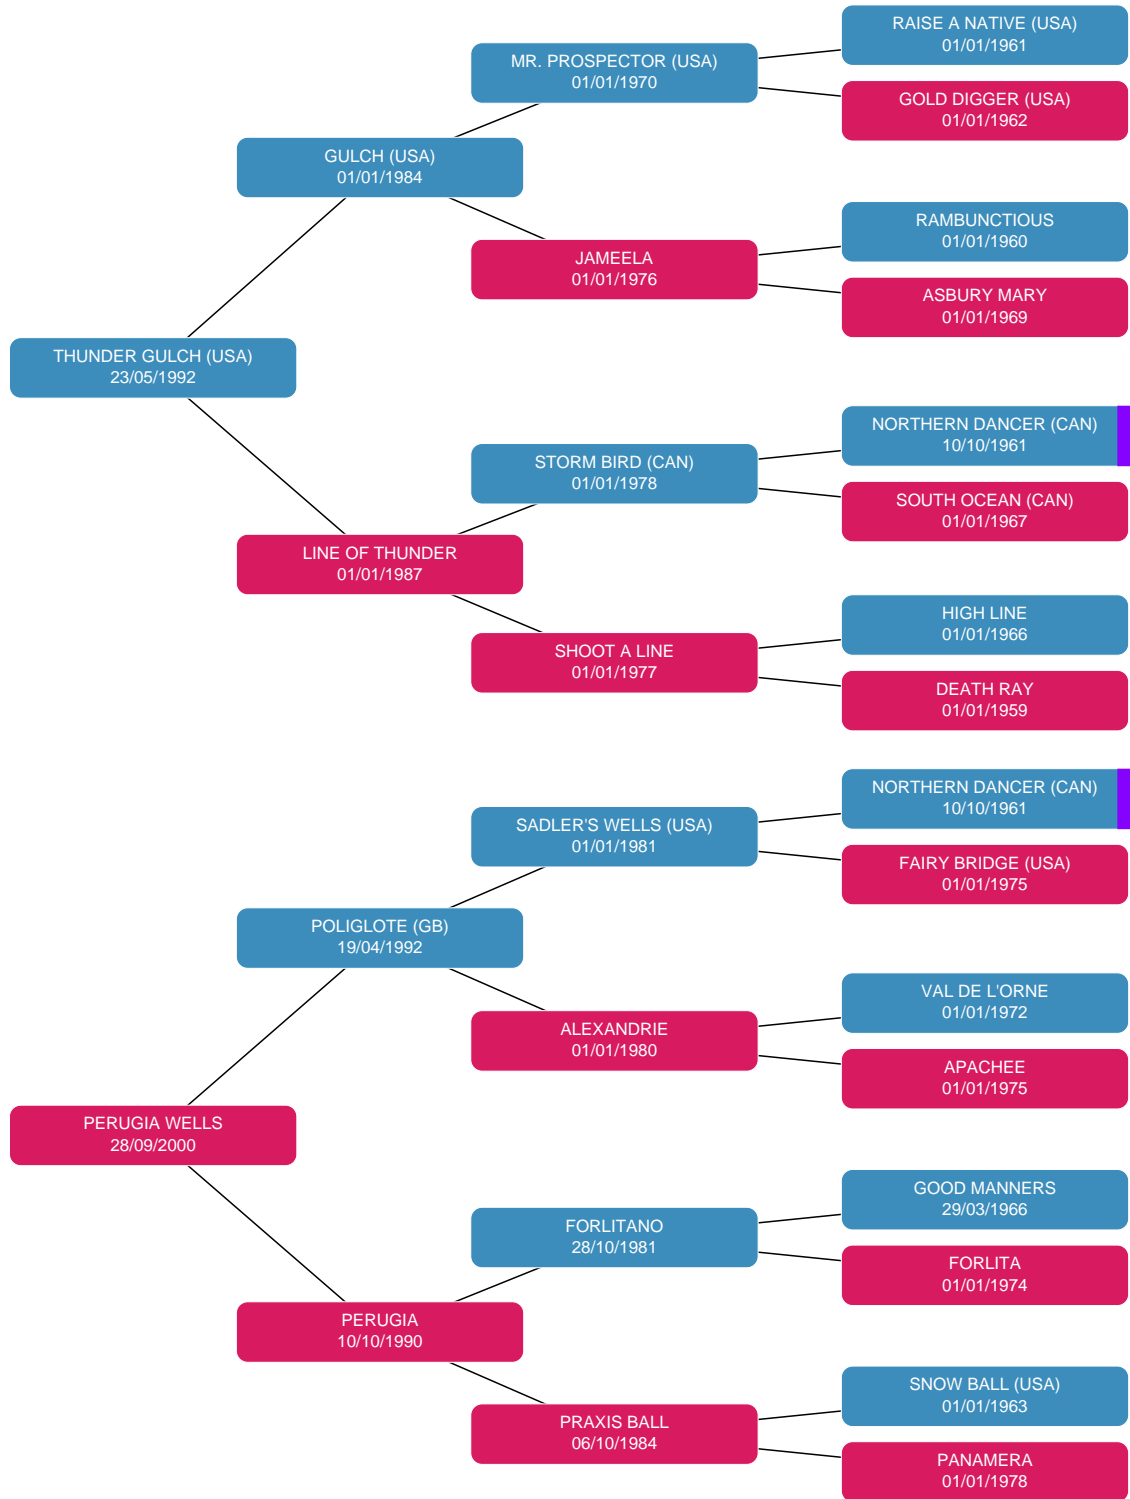 RAISE A NATIVE (USA)
01/01/1961
MR. PROSPECTOR (USA)
01/01/1970
GOLD DIGGER (USA)
01/01/1962
GULCH (USA)
01/01/1984
RAMBUNCTIOUS
01/01/1960
JAMEELA
01/01/1976
ASBURY MARY
01/01/1969
THUNDER GULCH (USA)
23/05/1992
NORTHERN DANCER (CAN)
10/10/1961
STORM BIRD (CAN)
01/01/1978
SOUTH OCEAN (CAN)
01/01/1967
LINE OF THUNDER
01/01/1987
HIGH LINE
01/01/1966
SHOOT A LINE
01/01/1977
DEATH RAY
01/01/1959
NORTHERN DANCER (CAN)
10/10/1961
SADLER'S WELLS (USA)
01/01/1981
FAIRY BRIDGE (USA)
01/01/1975
POLIGLOTE (GB)
19/04/1992
VAL DE L'ORNE
01/01/1972
ALEXANDRIE
01/01/1980
APACHEE
01/01/1975
PERUGIA WELLS
28/09/2000
GOOD MANNERS
29/03/1966
FORLITANO
28/10/1981
FORLITA
01/01/1974
PERUGIA
10/10/1990
SNOW BALL (USA)
01/01/1963
PRAXIS BALL
06/10/1984
PANAMERA
01/01/1978